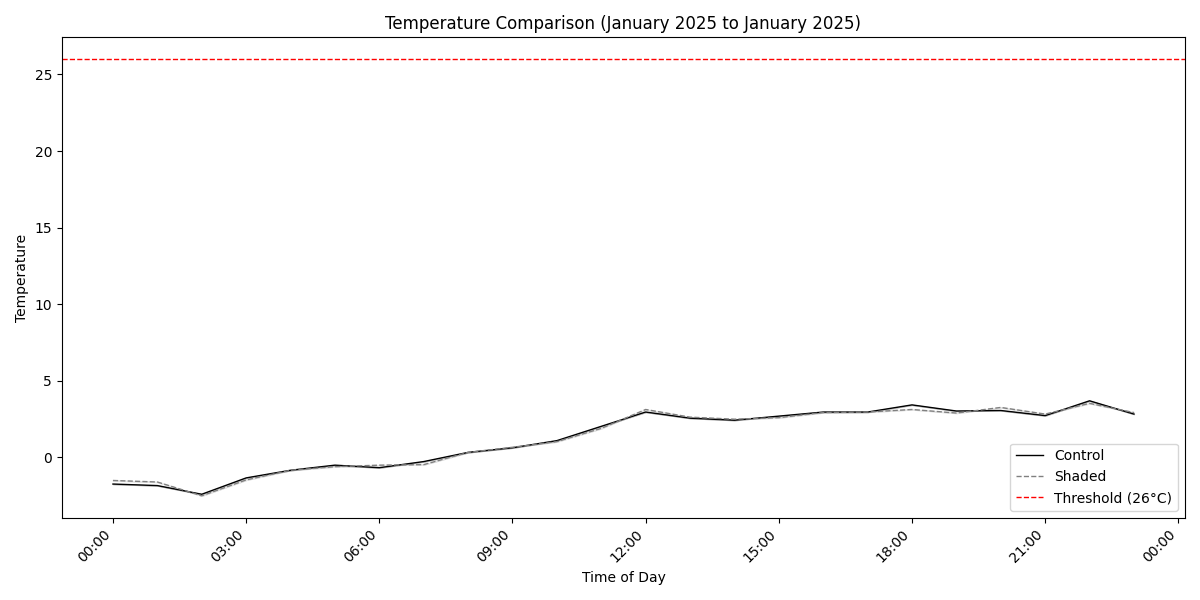 Temperature Comparison (January 2025 to January 2025)
25
20
15
10
5
0
Temperature
Control
Shaded
Threshold (26°C)
00:00
03:00
06:00
09:00
12:00
15:00
18:00
21:00
00:00
Time of Day